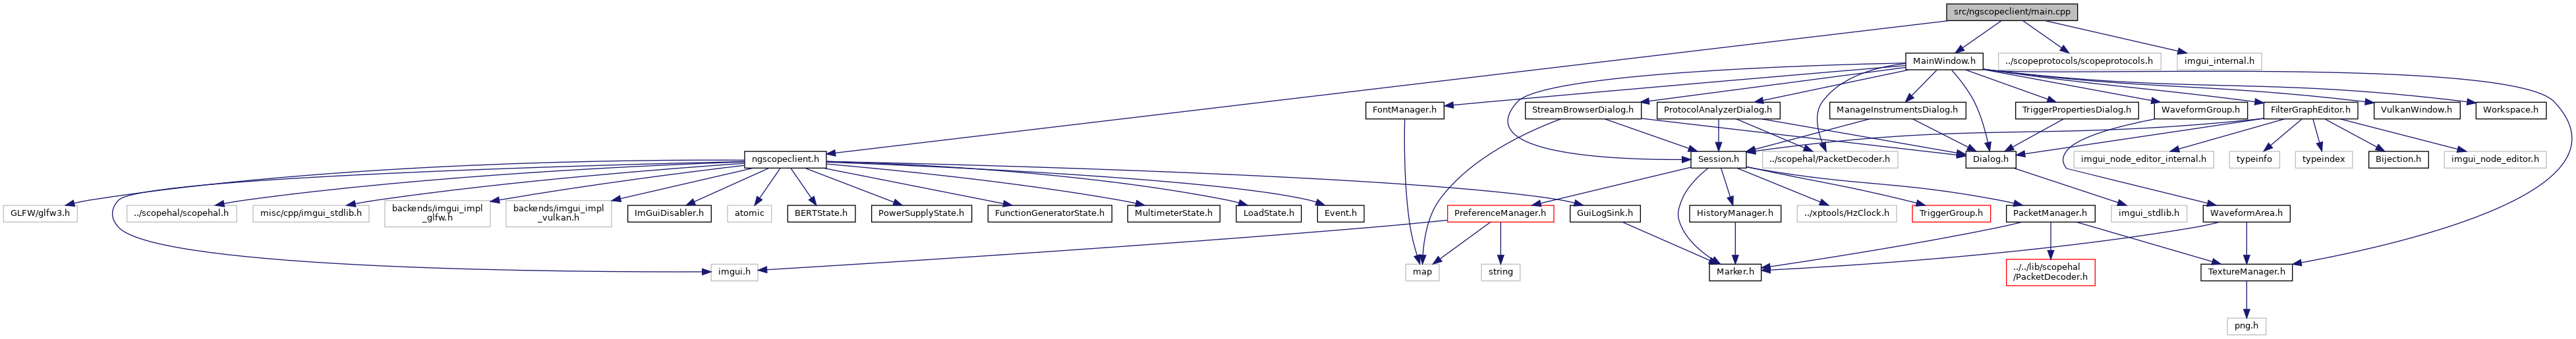 src/ngscopeclient/main.cpp
MainWindow.h
../scopeprotocols/scopeprotocols.h
imgui_internal.h
FontManager.h
StreamBrowserDialog.h
ProtocolAnalyzerDialog.h
ManageInstrumentsDialog.h
TriggerPropertiesDialog.h
WaveformGroup.h
FilterGraphEditor.h
VulkanWindow.h
Workspace.h
ngscopeclient.h
Session.h
../scopehal/PacketDecoder.h
Dialog.h
imgui_node_editor_internal.h
typeinfo
typeindex
Bijection.h
imgui_node_editor.h
GLFW/glfw3.h
../scopehal/scopehal.h
misc/cpp/imgui_stdlib.h
backends/imgui_impl
_glfw.h
backends/imgui_impl
_vulkan.h
ImGuiDisabler.h
atomic
BERTState.h
PowerSupplyState.h
FunctionGeneratorState.h
MultimeterState.h
LoadState.h
Event.h
PreferenceManager.h
GuiLogSink.h
HistoryManager.h
../xptools/HzClock.h
TriggerGroup.h
PacketManager.h
imgui_stdlib.h
WaveformArea.h
imgui.h
map
string
Marker.h
../../lib/scopehal
/PacketDecoder.h
TextureManager.h
png.h